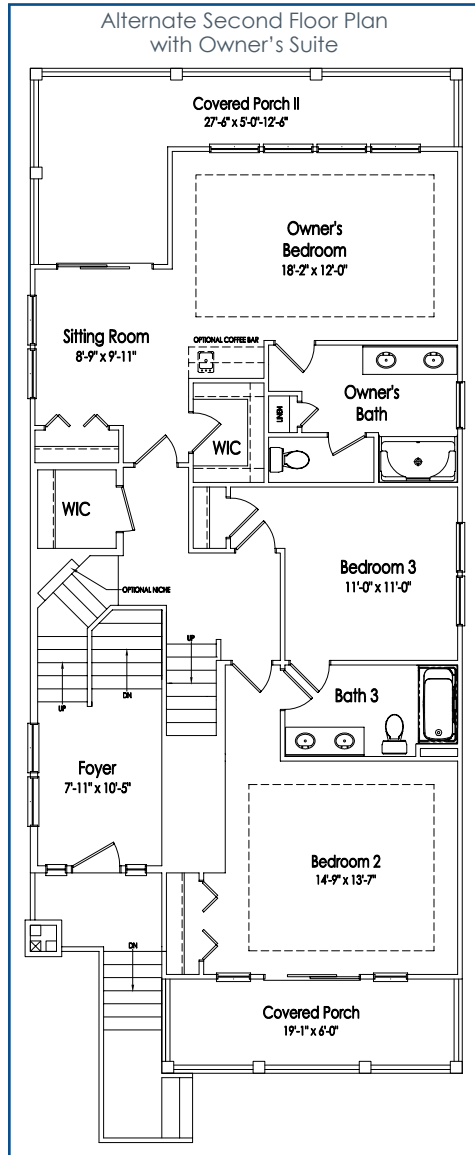 Alternate Second Floor Plan
with Owner's Suite
Covered Porch II
27'-6" x 5'-0"-12'-6"
Owner's
Bedroom
18'-2" x 12'-0"
Sitting Room
8'-9" x 9'-11"
OPTIONAL COFFEE BAR
Owner's
Bath
LINEN
WIC
WIC
Bedroom 3
11'-0" x 11'-0"
OPTIONAL NICHE
UP
DN
UP
Bath 3
Foyer
7'-11" x 10'-5"
Bedroom 2
14'-9" x 13'-7"
DN
Covered Porch
19'-1" x 6'-0"